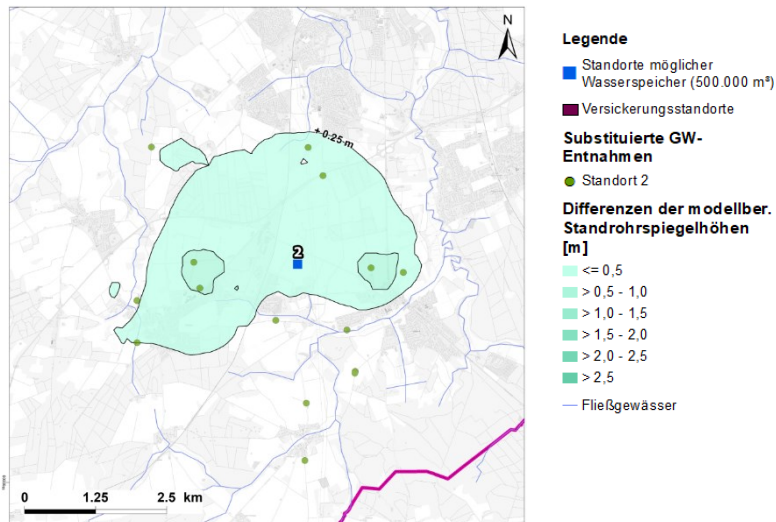 N
+ 0.25 m
2
0 1.25 2.5 km
Legende
Standorte möglicher
Wasserspeicher (500.000 m³)
Versickerungsstandorte
Substituierte GW-
Entnahmen
Standort 2
Differenzen der modellber.
Standrohrspiegelhöhen
[m]
<= 0,5
> 0,5 - 1,0
> 1,0 - 1,5
> 1,5 - 2,0
> 2,0 - 2,5
> 2,5
Fließgewässer